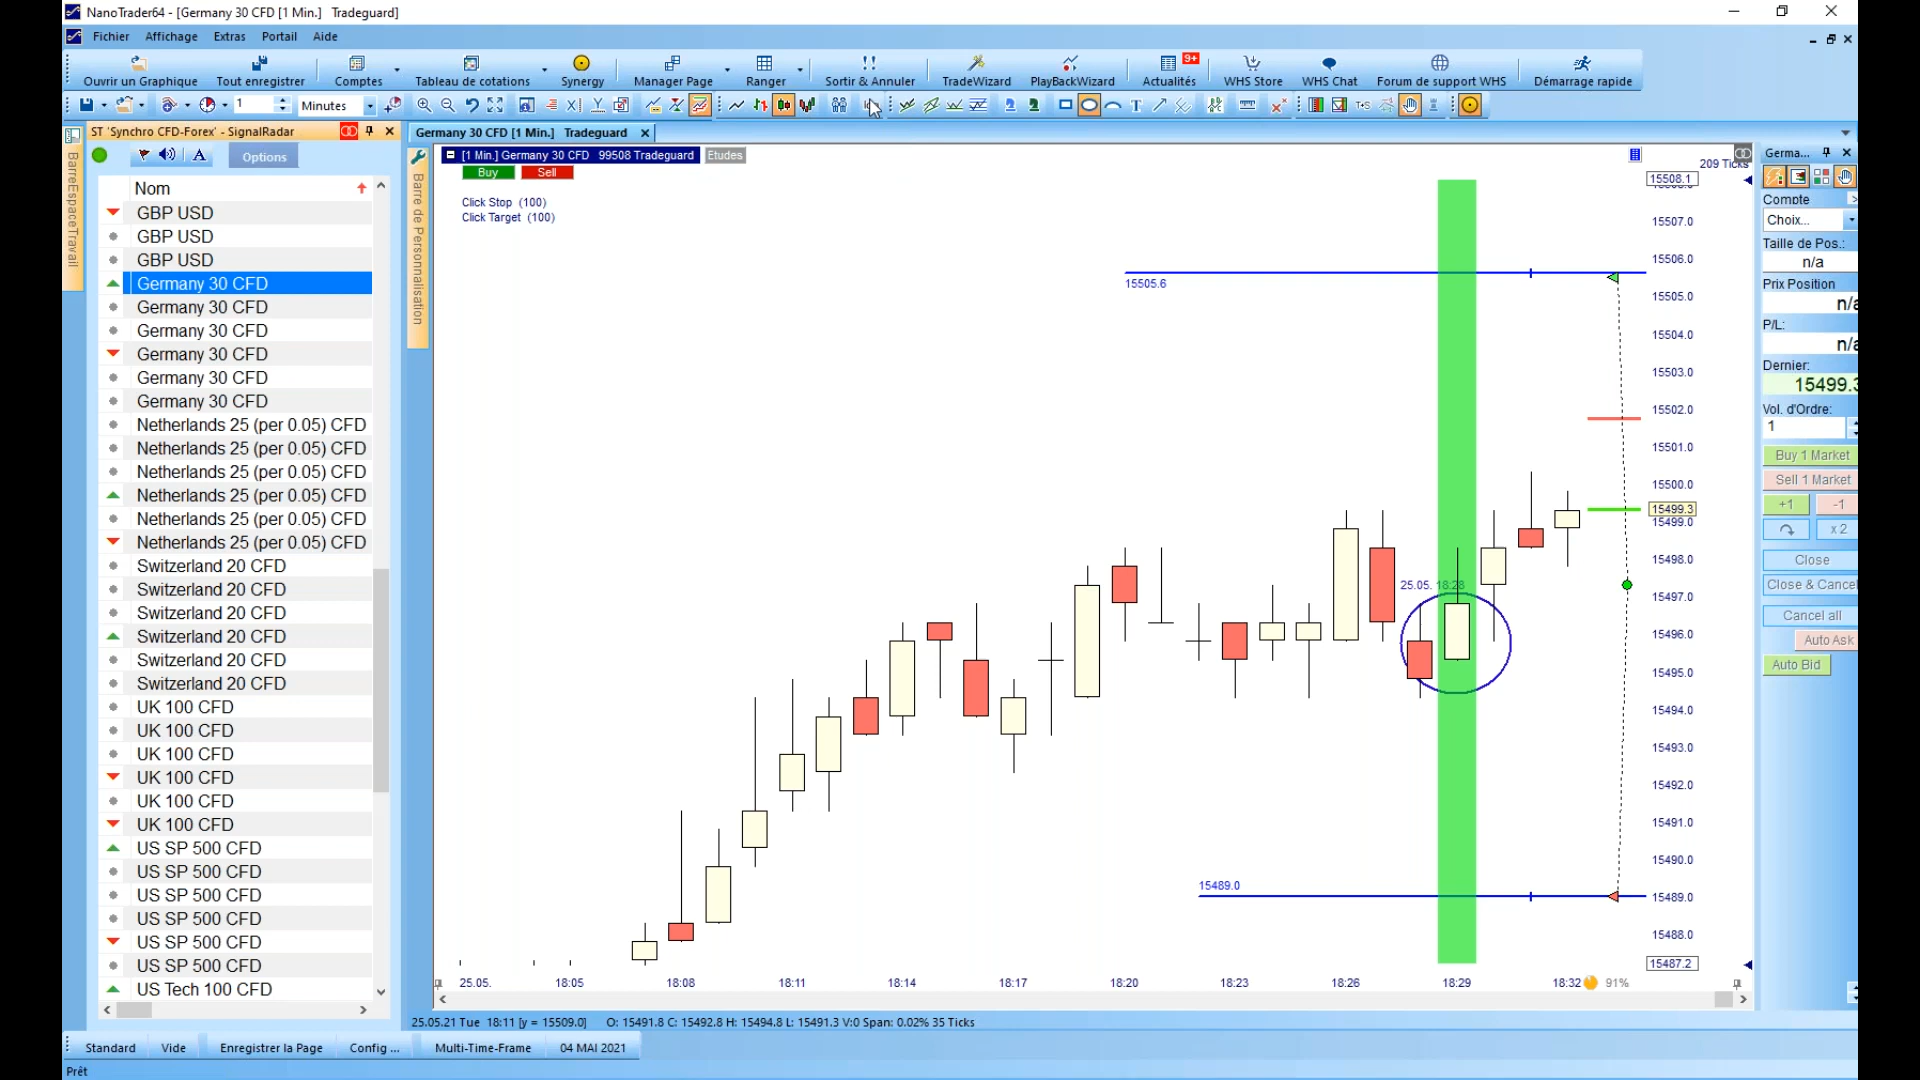 NanoTrader64 - [Germany 30 CFD [1 Min.]   Tradeguard]
Fichier Affichage Extras Portail Aide
Ouvrir un Graphique Tout enregistrer Comptes Tableau de cotations Synergy Manager Page Ranger Sortir & Annuler TradeWizard PlayBackWizard 9+ Actualités WHS Store WHS Chat Forum de support WHS Démarrage rapide
1 Minutes
ST 'Synchro CFD-Forex' - SignalRadar
Options
Nom
GBP USD
GBP USD
GBP USD
Germany 30 CFD
Germany 30 CFD
Germany 30 CFD
Germany 30 CFD
Germany 30 CFD
Germany 30 CFD
Netherlands 25 (per 0.05) CFD
Netherlands 25 (per 0.05) CFD
Netherlands 25 (per 0.05) CFD
Netherlands 25 (per 0.05) CFD
Netherlands 25 (per 0.05) CFD
Netherlands 25 (per 0.05) CFD
Switzerland 20 CFD
Switzerland 20 CFD
Switzerland 20 CFD
Switzerland 20 CFD
Switzerland 20 CFD
Switzerland 20 CFD
UK 100 CFD
UK 100 CFD
UK 100 CFD
UK 100 CFD
UK 100 CFD
UK 100 CFD
US SP 500 CFD
US SP 500 CFD
US SP 500 CFD
US SP 500 CFD
US SP 500 CFD
US SP 500 CFD
US Tech 100 CFD
BarreEspaceTravail
Barre de Personnalisation
Germany 30 CFD [1 Min.]   Tradeguard
[1 Min.] Germany 30 CFD   99508 Tradeguard Etudes
Buy Sell
Click Stop (100)
Click Target (100)
15505.6
25.05. 18:28
15489.0
209 Ticks
15508.1
15507.0
15506.0
15505.0
15504.0
15503.0
15502.0
15501.0
15500.0
15499.3
15499.0
15498.0
15497.0
15496.0
15495.0
15494.0
15493.0
15492.0
15491.0
15490.0
15489.0
15488.0
15487.2
25.05. 18:05 18:08 18:11 18:14 18:17 18:20 18:23 18:26 18:29 18:32 91%
25.05.21 Tue 18:11 [y = 15509.0] O: 15491.8 C: 15492.8 H: 15494.8 L: 15491.3 V:0 Span: 0.02% 35 Ticks
Germa...
Compte
Choix...
Taille de Pos.:
n/a
Prix Position
n/a
P/L:
n/a
Dernier:
15499.3
Vol. d'Ordre:
1
Buy 1 Market
Sell 1 Market
+1 -1
x 2
Close
Close & Cancel
Cancel all
Auto Ask
Auto Bid
Standard Vide Enregistrer la Page Config ... Multi-Time-Frame 04 MAI 2021
Prêt